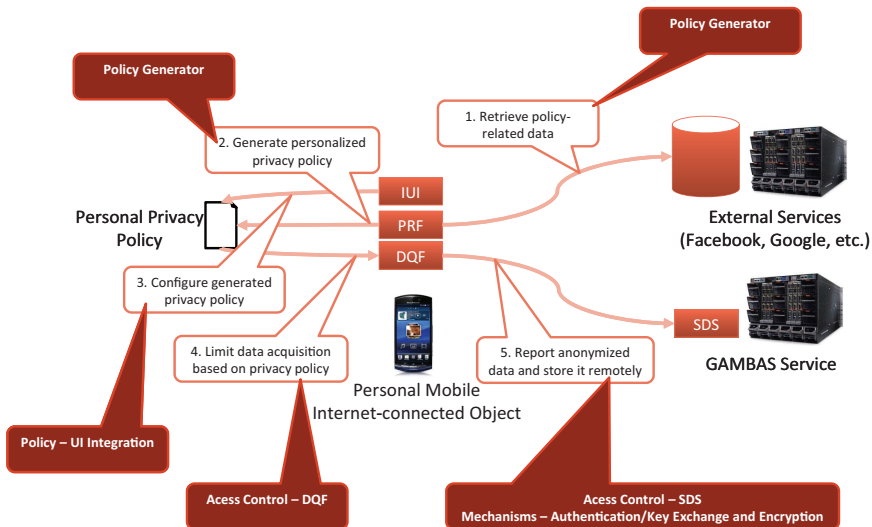 Policy Generator
Policy Generator
1. Retrieve policy-
related data
2. Generate personalized
privacy policy
IUI
PRF
DQF
Personal Privacy
Policy
External Services
(Facebook, Google, etc.)
3. Configure generated
privacy policy
4. Limit data acquisition
based on privacy policy
5. Report anonymized
data and store it remotely
SDS
GAMBAS Service
Personal Mobile
Internet-connected Object
Policy – UI Integration
Acess Control – DQF
Acess Control – SDS
Mechanisms – Authentication/Key Exchange and Encryption